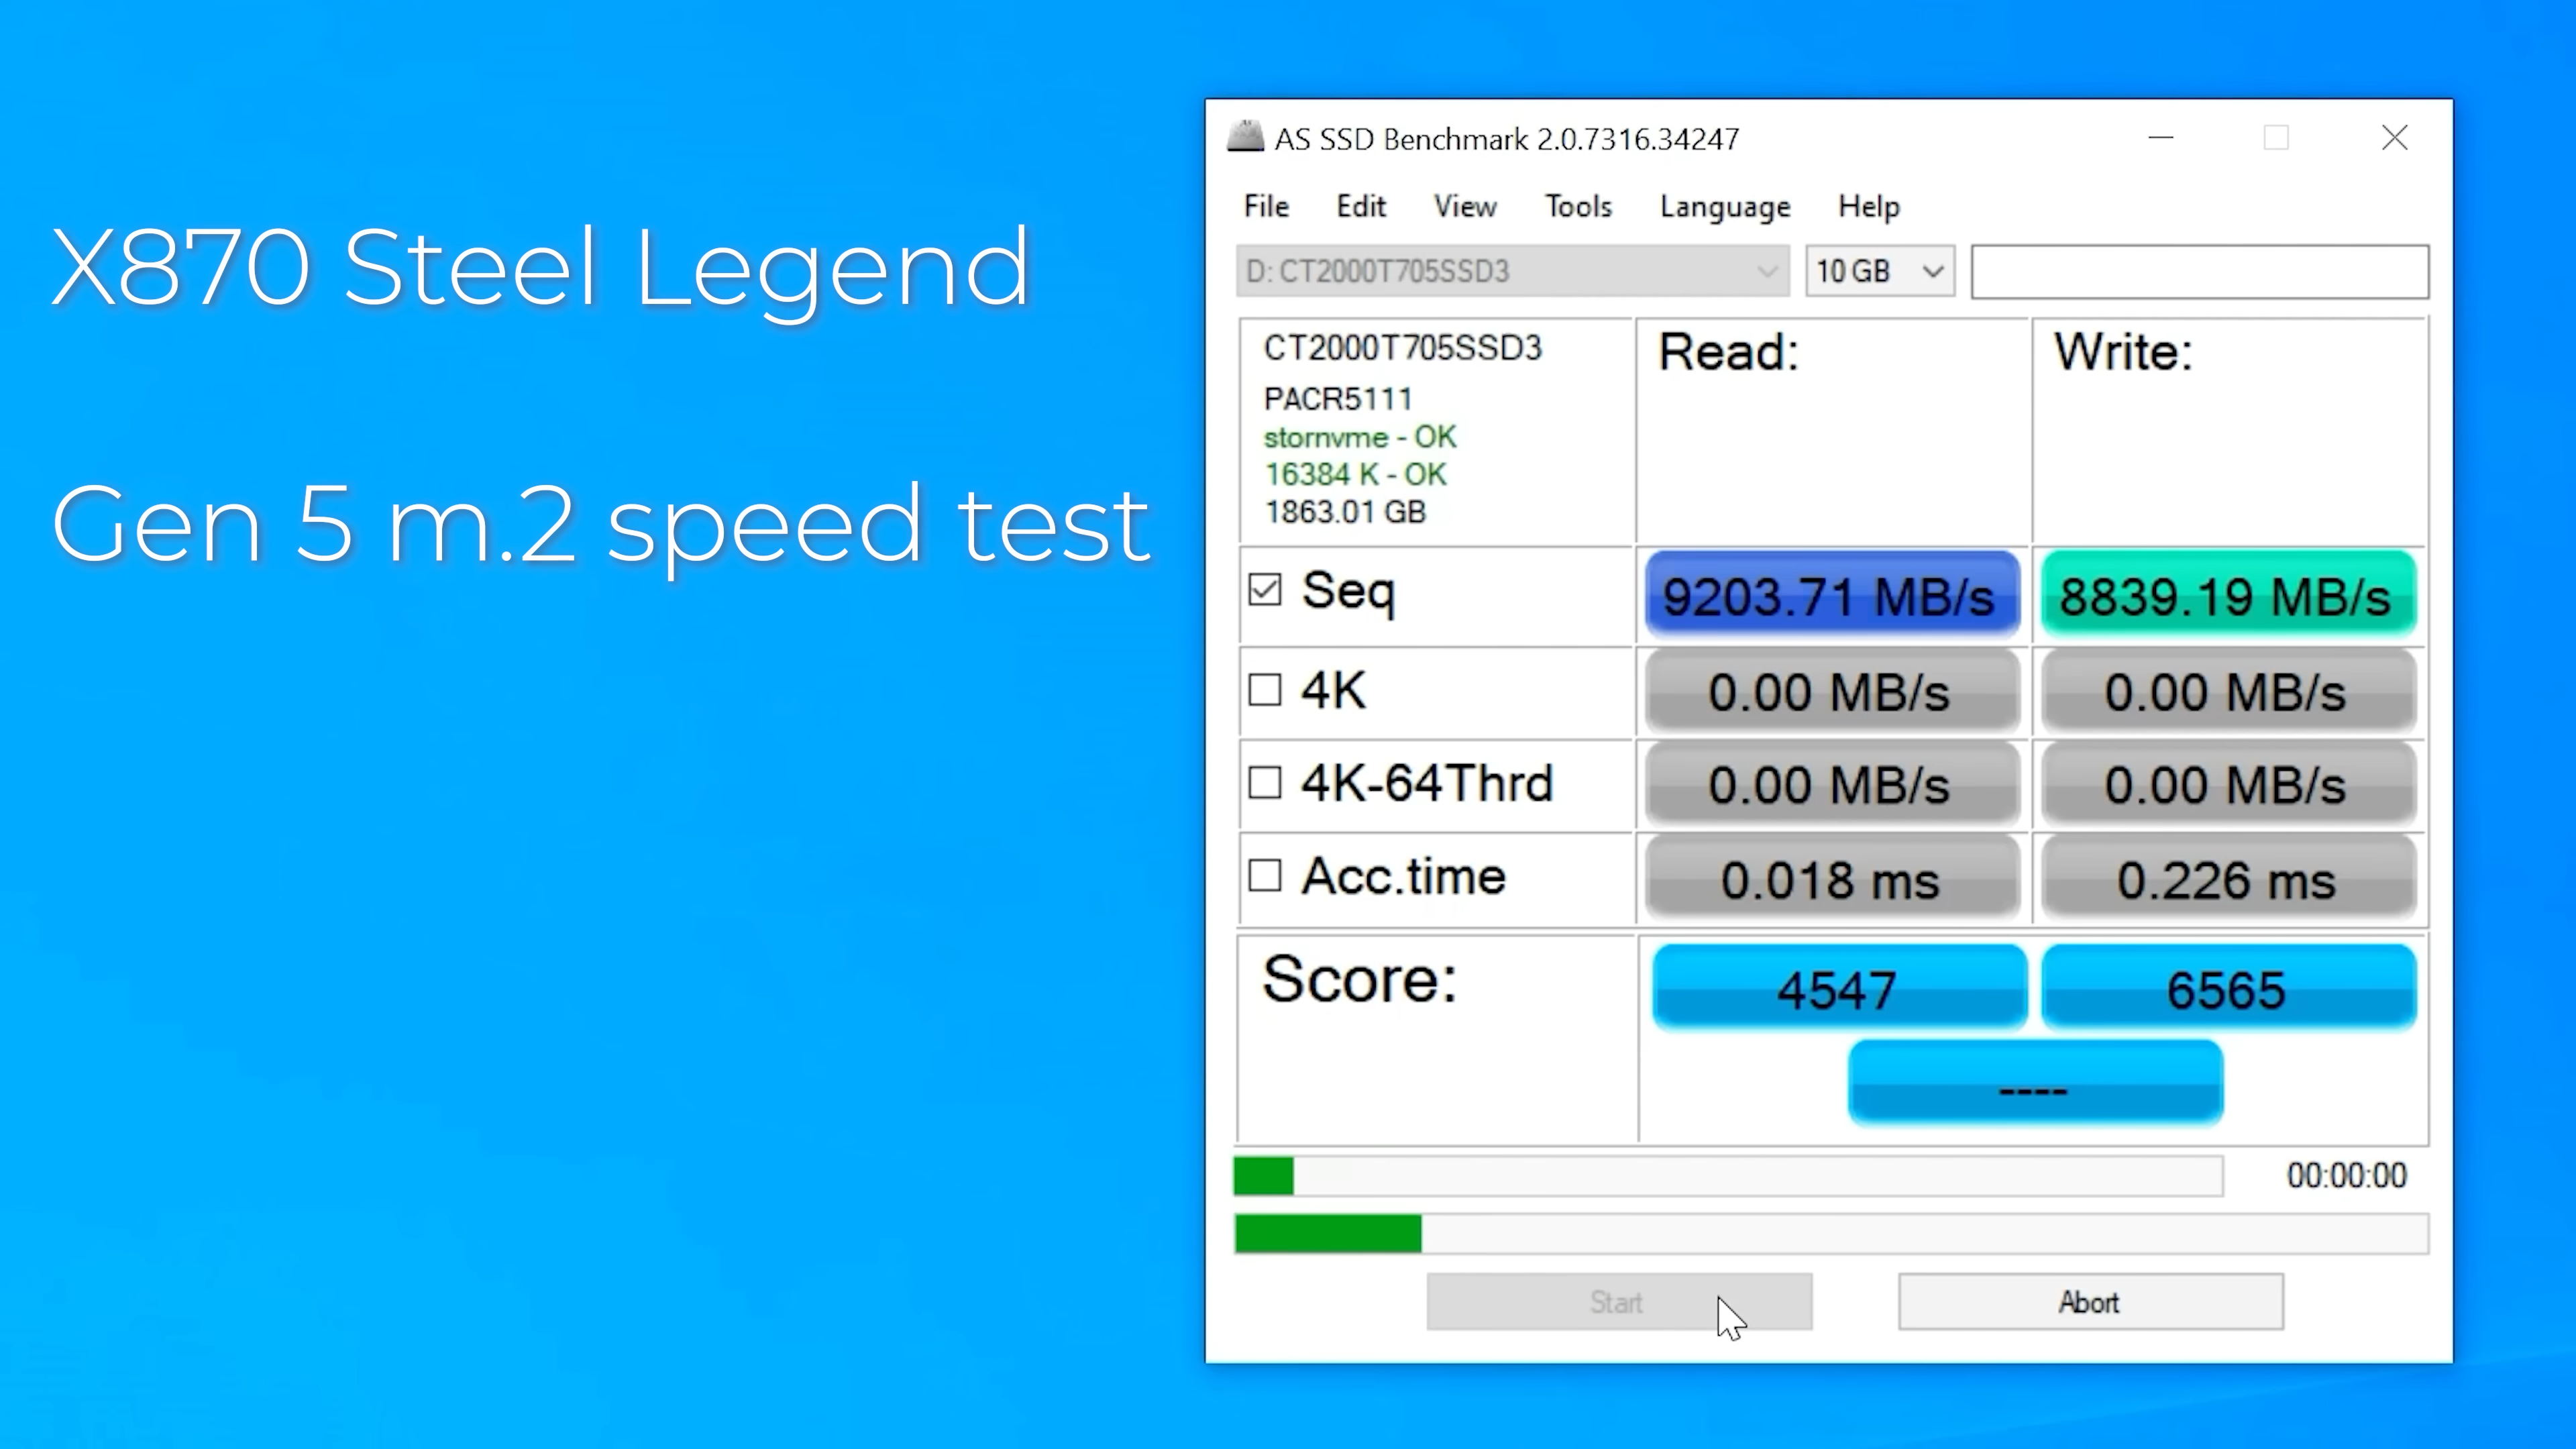 X870 Steel Legend
Gen 5 m.2 speed test
AS SSD Benchmark 2.0.7316.34247
File Edit View Tools Language Help
D: CT2000T705SSD3 10 GB
CT2000T705SSD3
PACR5111
stornvme - OK
16384 K - OK
1863.01 GB
Read: Write:
Seq 9203.71 MB/s 8839.19 MB/s
4K 0.00 MB/s 0.00 MB/s
4K-64Thrd 0.00 MB/s 0.00 MB/s
Acc.time 0.018 ms 0.226 ms
Score: 4547 6565
----
00:00:00
Start Abort